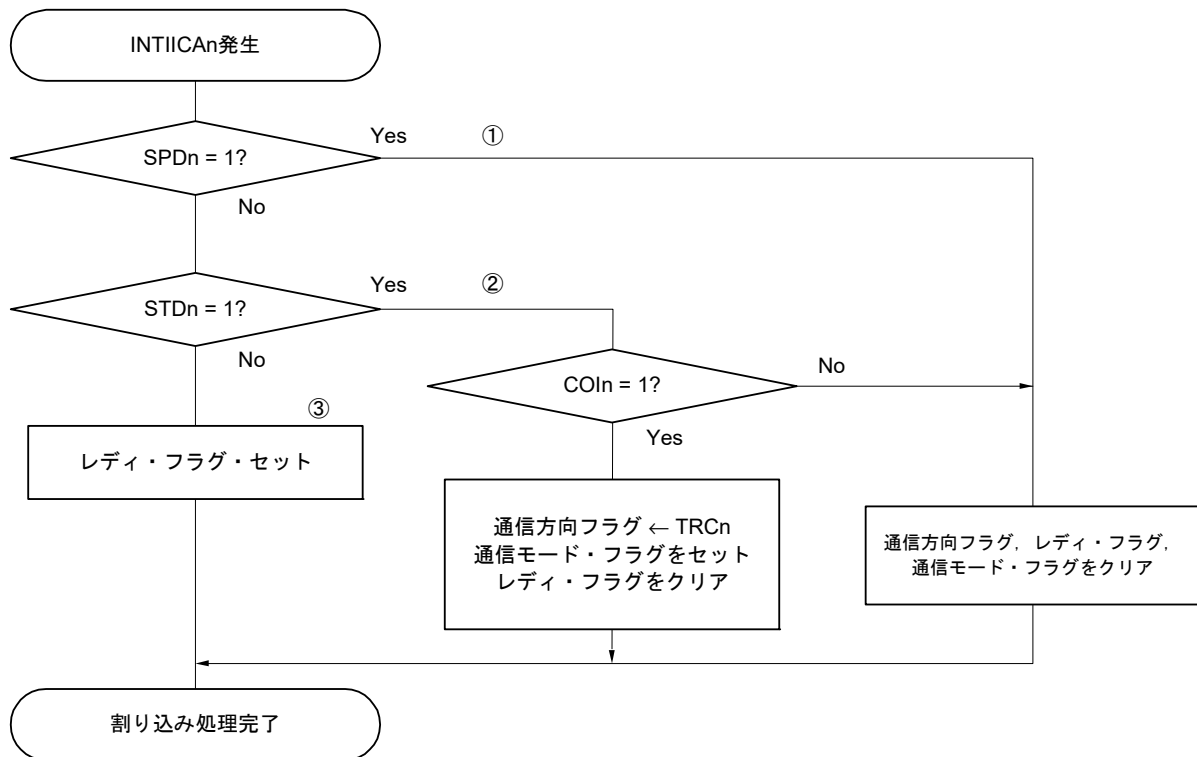 INTIICAn発生
SPDn = 1?
Yes
①
No
STDn = 1?
Yes
②
No
COIn = 1?
No
Yes
③
レディ・フラグ・セット
通信方向フラグ ← TRCn
通信モード・フラグをセット
レディ・フラグをクリア
通信方向フラグ，レディ・フラグ，
通信モード・フラグをクリア
割り込み処理完了